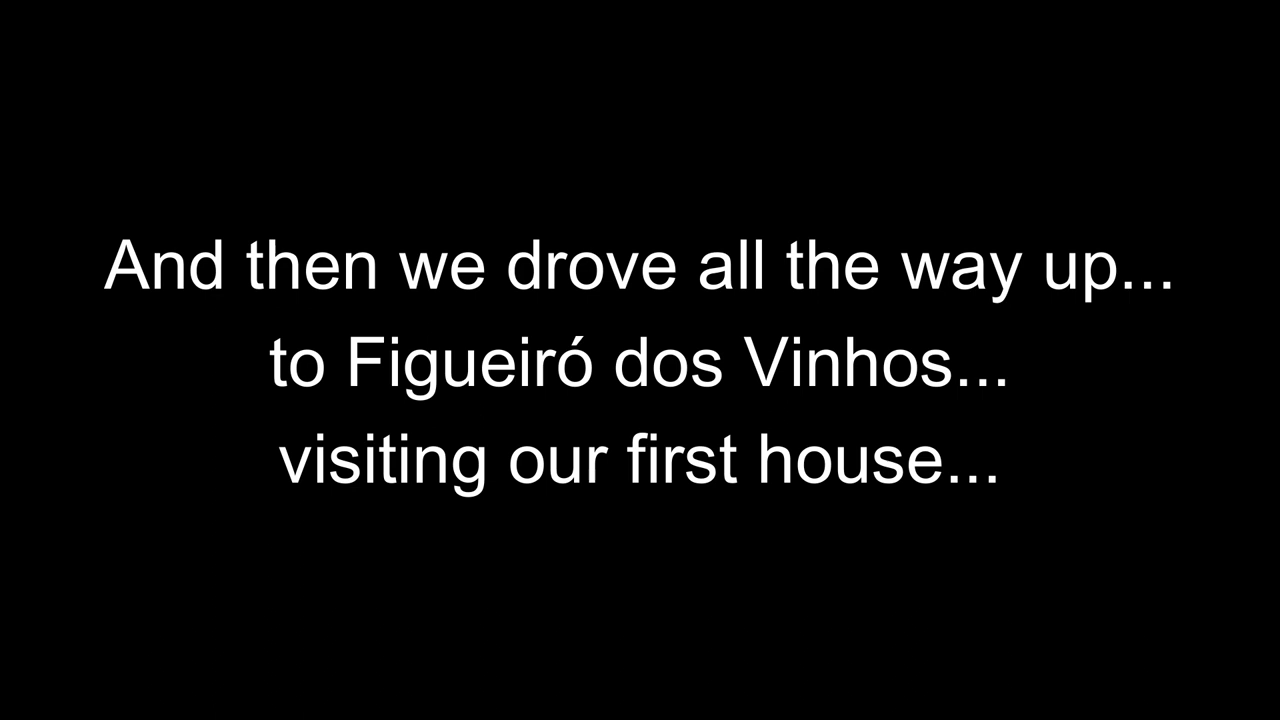 And then we drove all the way up...
to Figueiró dos Vinhos...
visiting our first house...